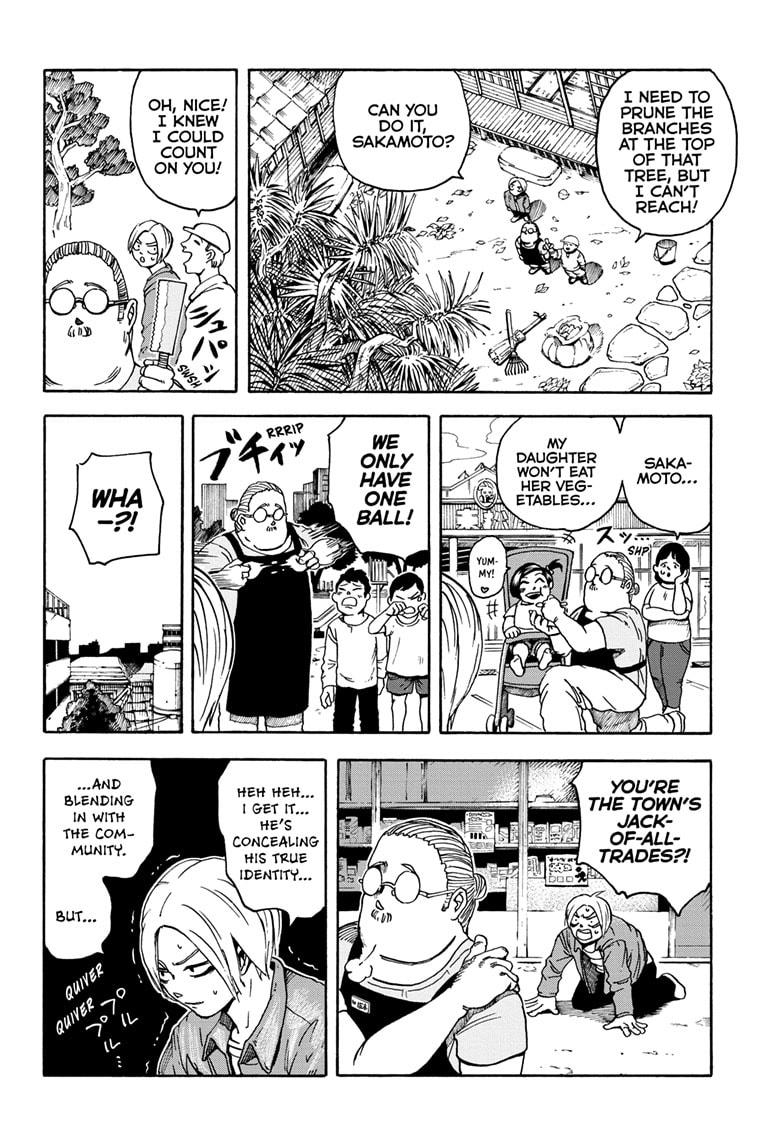 I NEED TO
PRUNE THE
BRANCHES
AT THE TOP
OF THAT
TREE, BUT
I CAN'T
REACH!
CAN YOU
DO IT,
SAKAMOTO?
OH, NICE!
I KNEW
I COULD
COUNT
ON YOU!
シュパッ
SWSH
SAKA-
MOTO...
MY
DAUGHTER
WON'T EAT
HER VEG-
ETABLES...
スッ…
SHP
YUM-
MY!
WE
ONLY
HAVE
ONE
BALL!
RRRIP
ブチィッ
WHA
-?!
YOU'RE
THE TOWN'S
JACK-
OF-ALL-
TRADES?!
HEH HEH...
I GET IT...
HE'S
CONCEALING
HIS TRUE
IDENTITY...
...AND
BLENDING
IN WITH
THE COM-
MUNITY.
BUT...
QUIVER
QUIVER
プルプル…